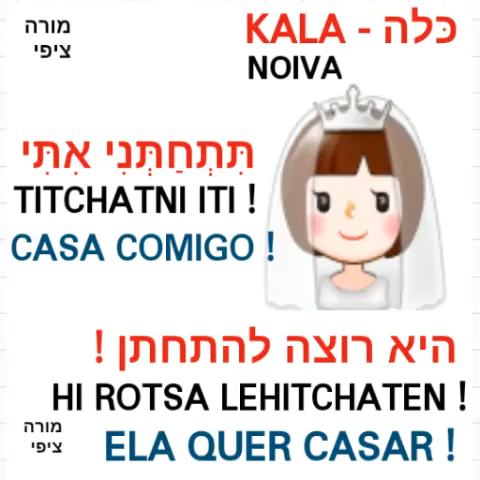 מורה
ציפי
כּלה - KALA
NOIVA
תִּתְחַתְּנִי אִתִּי
TITCHATNI ITI !
CASA COMIGO !
היא רוצה להתחתן !
HI ROTSA LEHITCHATEN !
מורה
ציפי
ELA QUER CASAR !